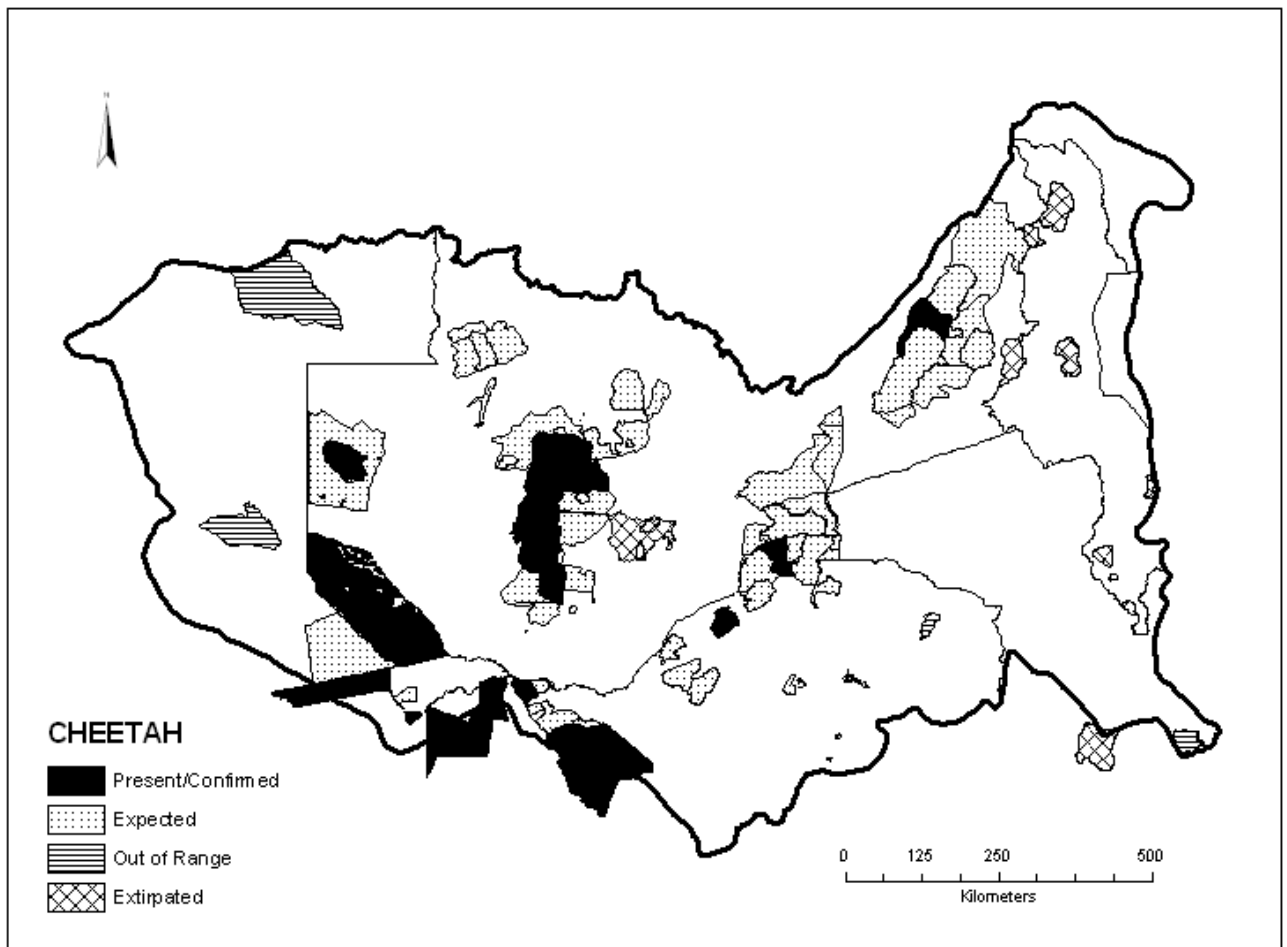 N
CHEETAH
Present/Confirmed
Expected
Out of Range
Extirpated
0 125 250 500
Kilometers